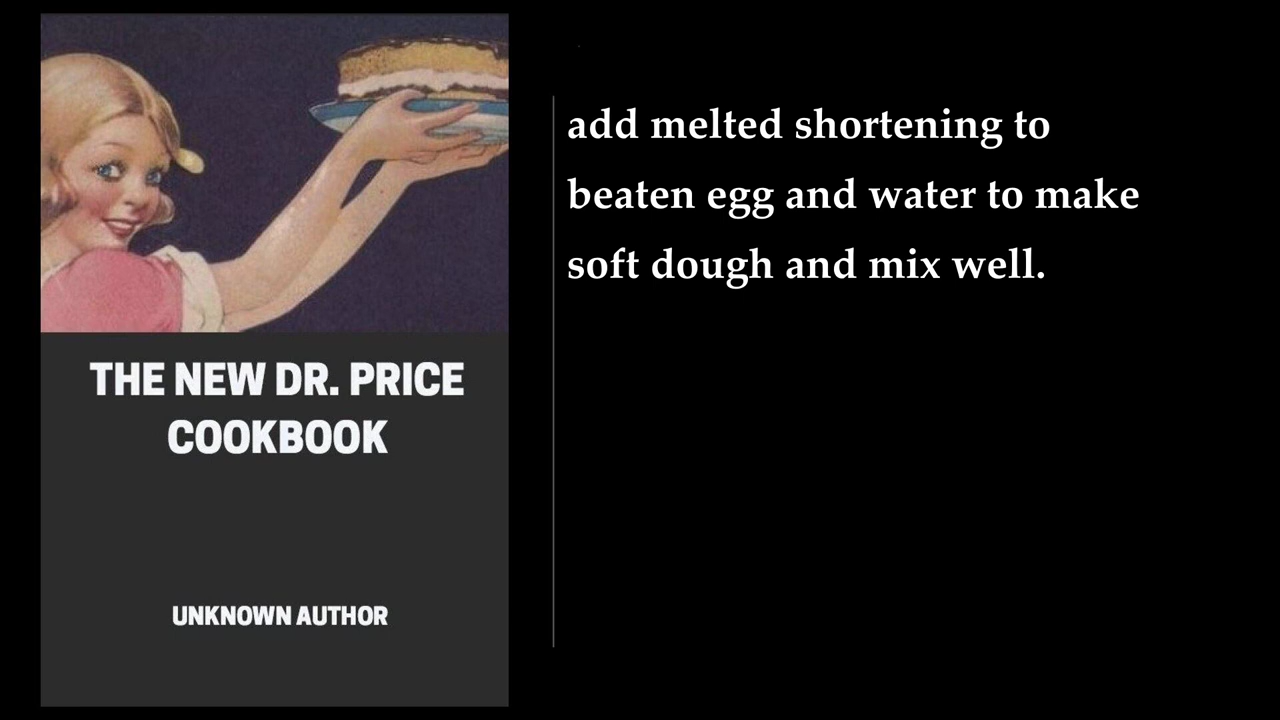 THE NEW DR. PRICE
COOKBOOK
UNKNOWN AUTHOR
add melted shortening to
beaten egg and water to make
soft dough and mix well.